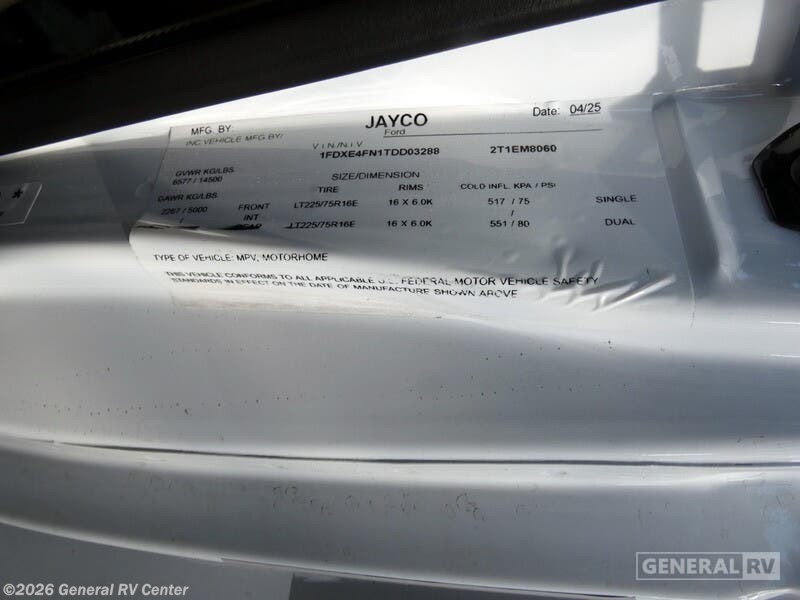 MFG. BY: JAYCO Date: 04/25
INC.VEHICLE MFG.BY/ Ford
V.I.N./N.I.V.
1FDXE4FN1TDD03288 2T1EM8060
GVWR KG/LBS.
6577 / 14500
SIZE/DIMENSION
GAWR KG/LBS. TIRE RIMS COLD INFL. KPA / PSI
2267 / 5000 FRONT LT225/75R16E 16 X 6.0K 517 / 75 SINGLE
/ INT /
LT225/75R16E 16 X 6.0K 551 / 80 DUAL
TYPE OF VEHICLE: MPV, MOTORHOME
THIS VEHICLE CONFORMS TO ALL APPLICABLE U.S. FEDERAL MOTOR VEHICLE SAFETY
STANDARDS IN EFFECT ON THE DATE OF MANUFACTURE SHOWN ABOVE
GENERAL RV
©2026 General RV Center